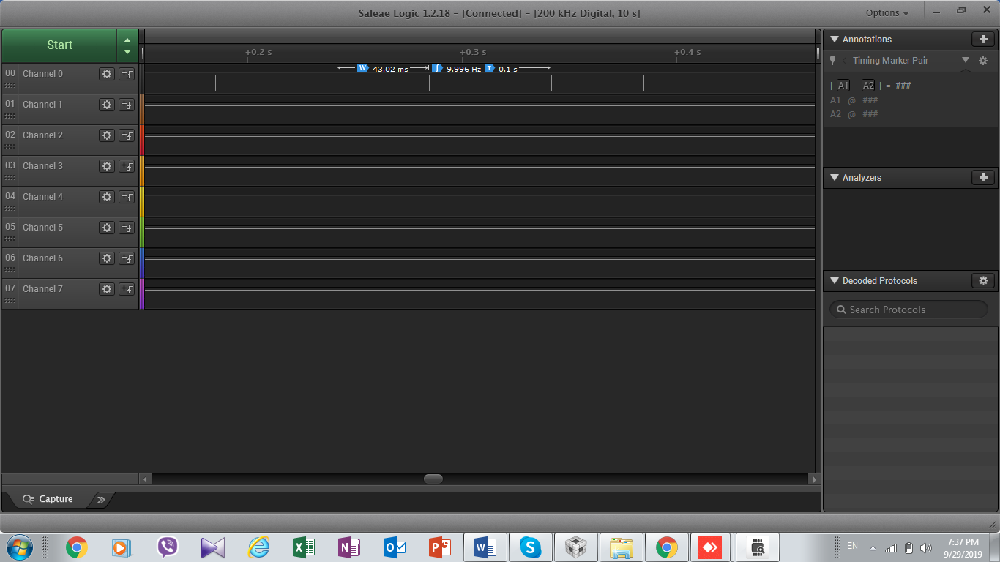 Saleae Logic 1.2.18 - [Connected] - [200 kHz Digital, 10 s]
Options
Start
+0.2 s
+0.3 s
+0.4 s
W 43.02 ms f 9.996 Hz τ 0.1 s
00 Channel 0
01 Channel 1
02 Channel 2
03 Channel 3
04 Channel 4
05 Channel 5
06 Channel 6
07 Channel 7
Annotations
Timing Marker Pair
| A1 - A2 | = ###
A1 @ ###
A2 @ ###
Analyzers
Decoded Protocols
Search Protocols
Capture
EN
7:37 PM
9/29/2019